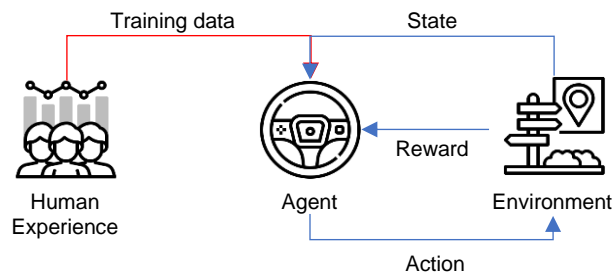 Training data
State
Reward
Human
Experience
Agent
Environment
Action